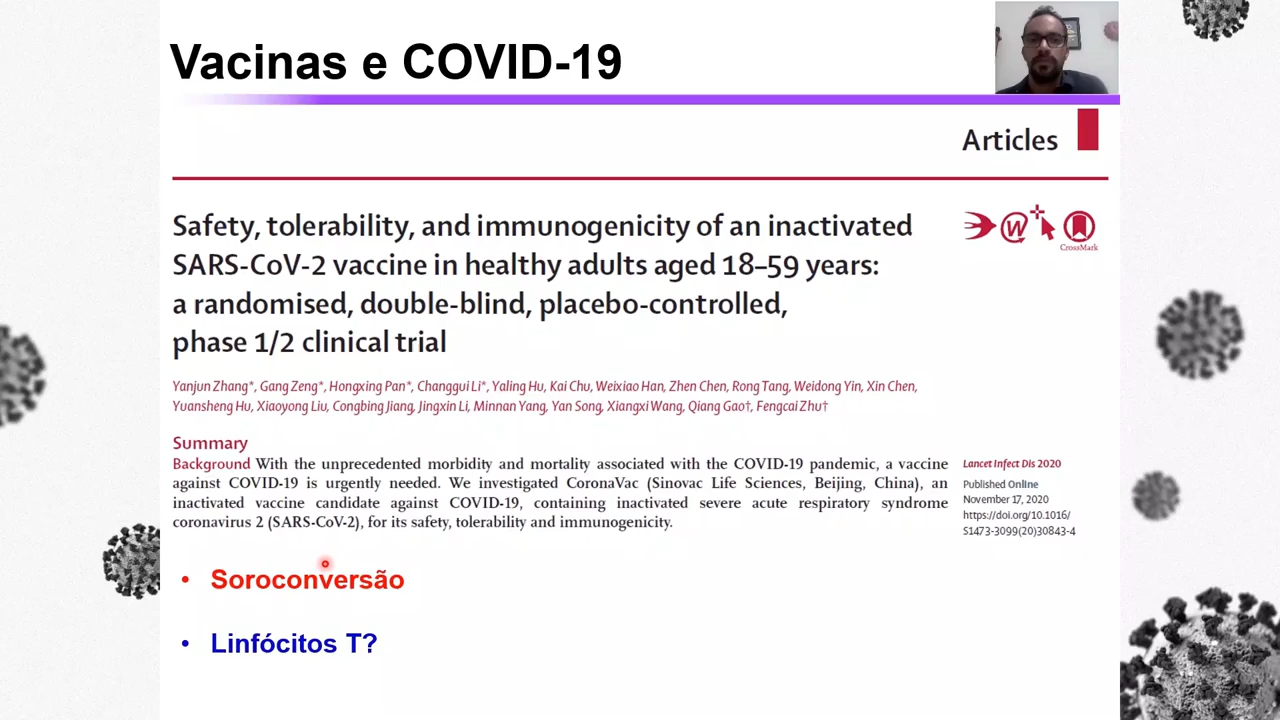 Vacinas e COVID-19
Articles
Safety, tolerability, and immunogenicity of an inactivated
SARS-CoV-2 vaccine in healthy adults aged 18–59 years:
a randomised, double-blind, placebo-controlled,
phase 1/2 clinical trial
W
CrossMark
Yanjun Zhang*, Gang Zeng*, Hongxing Pan*, Changgui Li*, Yaling Hu, Kai Chu, Weixiao Han, Zhen Chen, Rong Tang, Weidong Yin, Xin Chen,
Yuansheng Hu, Xiaoyong Liu, Congbing Jiang, Jingxin Li, Minnan Yang, Yan Song, Xiangxi Wang, Qiang Gao†, Fengcai Zhu†
Summary
Background With the unprecedented morbidity and mortality associated with the COVID-19 pandemic, a vaccine
against COVID-19 is urgently needed. We investigated CoronaVac (Sinovac Life Sciences, Beijing, China), an
inactivated vaccine candidate against COVID-19, containing inactivated severe acute respiratory syndrome
coronavirus 2 (SARS-CoV-2), for its safety, tolerability and immunogenicity.
Lancet Infect Dis 2020
Published Online
November 17, 2020
https://doi.org/10.1016/
S1473-3099(20)30843-4
• Soroconversão
• Linfócitos T?